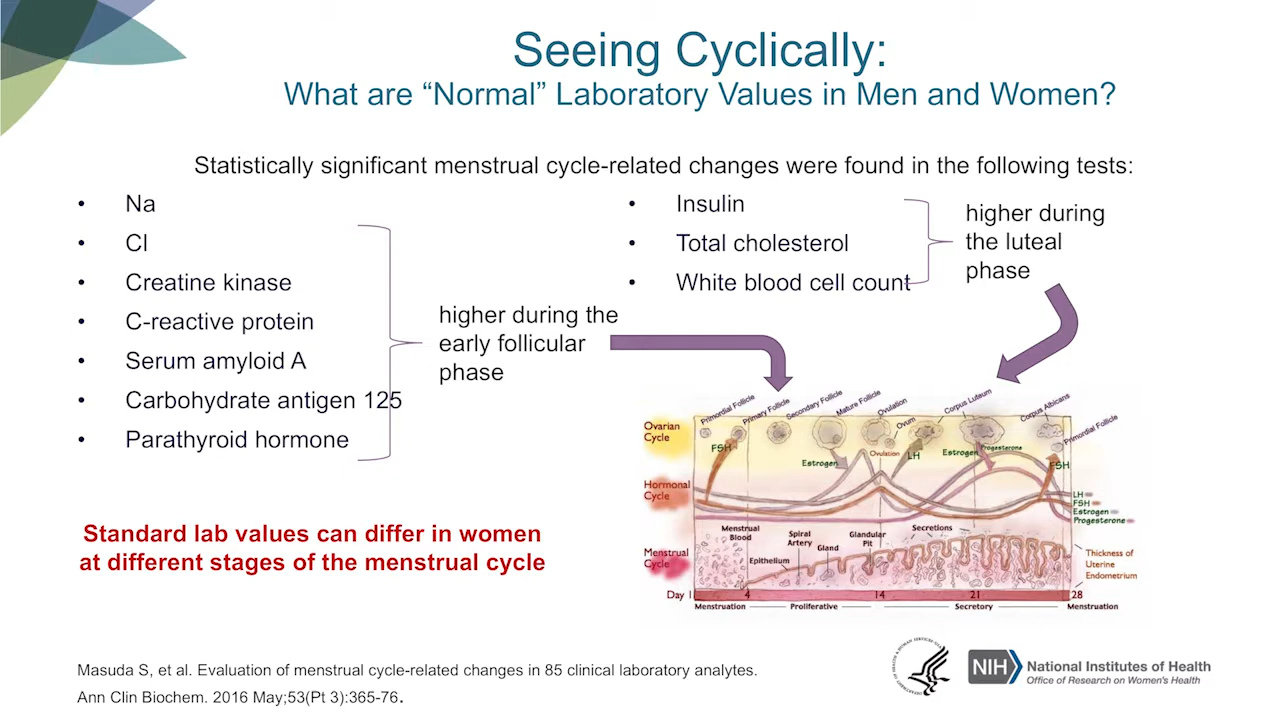 Seeing Cyclically:
What are “Normal” Laboratory Values in Men and Women?
Statistically significant menstrual cycle-related changes were found in the following tests:
• Na
• Cl
• Creatine kinase
• C-reactive protein
• Serum amyloid A
• Carbohydrate antigen 125
• Parathyroid hormone
higher during the
early follicular
phase
• Insulin
• Total cholesterol
• White blood cell count
higher during
the luteal
phase
Standard lab values can differ in women
at different stages of the menstrual cycle
Primordial Follicle
Primary Follicle
Secondary Follicle
Mature Follicle
Ovulation
Ovum
Corpus Luteum
Corpus Albicans
Primordial Follicle
Ovarian
Cycle
FSH
Estrogen
Ovulation
LH
Estrogen
Progesterone
FSH
Hormonal
Cycle
LH
FSH
Estrogen
Progesterone
Menstrual
Cycle
Menstrual
Blood
Epithelium
Spiral
Artery
Gland
Glandular
Pit
Secretions
Thickness of
Uterine
Endometrium
Day 1 4 14 21 28
Menstruation Proliferative Secretory Menstruation
Masuda S, et al. Evaluation of menstrual cycle-related changes in 85 clinical laboratory analytes.
Ann Clin Biochem. 2016 May;53(Pt 3):365-76.
NIH
National Institutes of Health
Office of Research on Women's Health